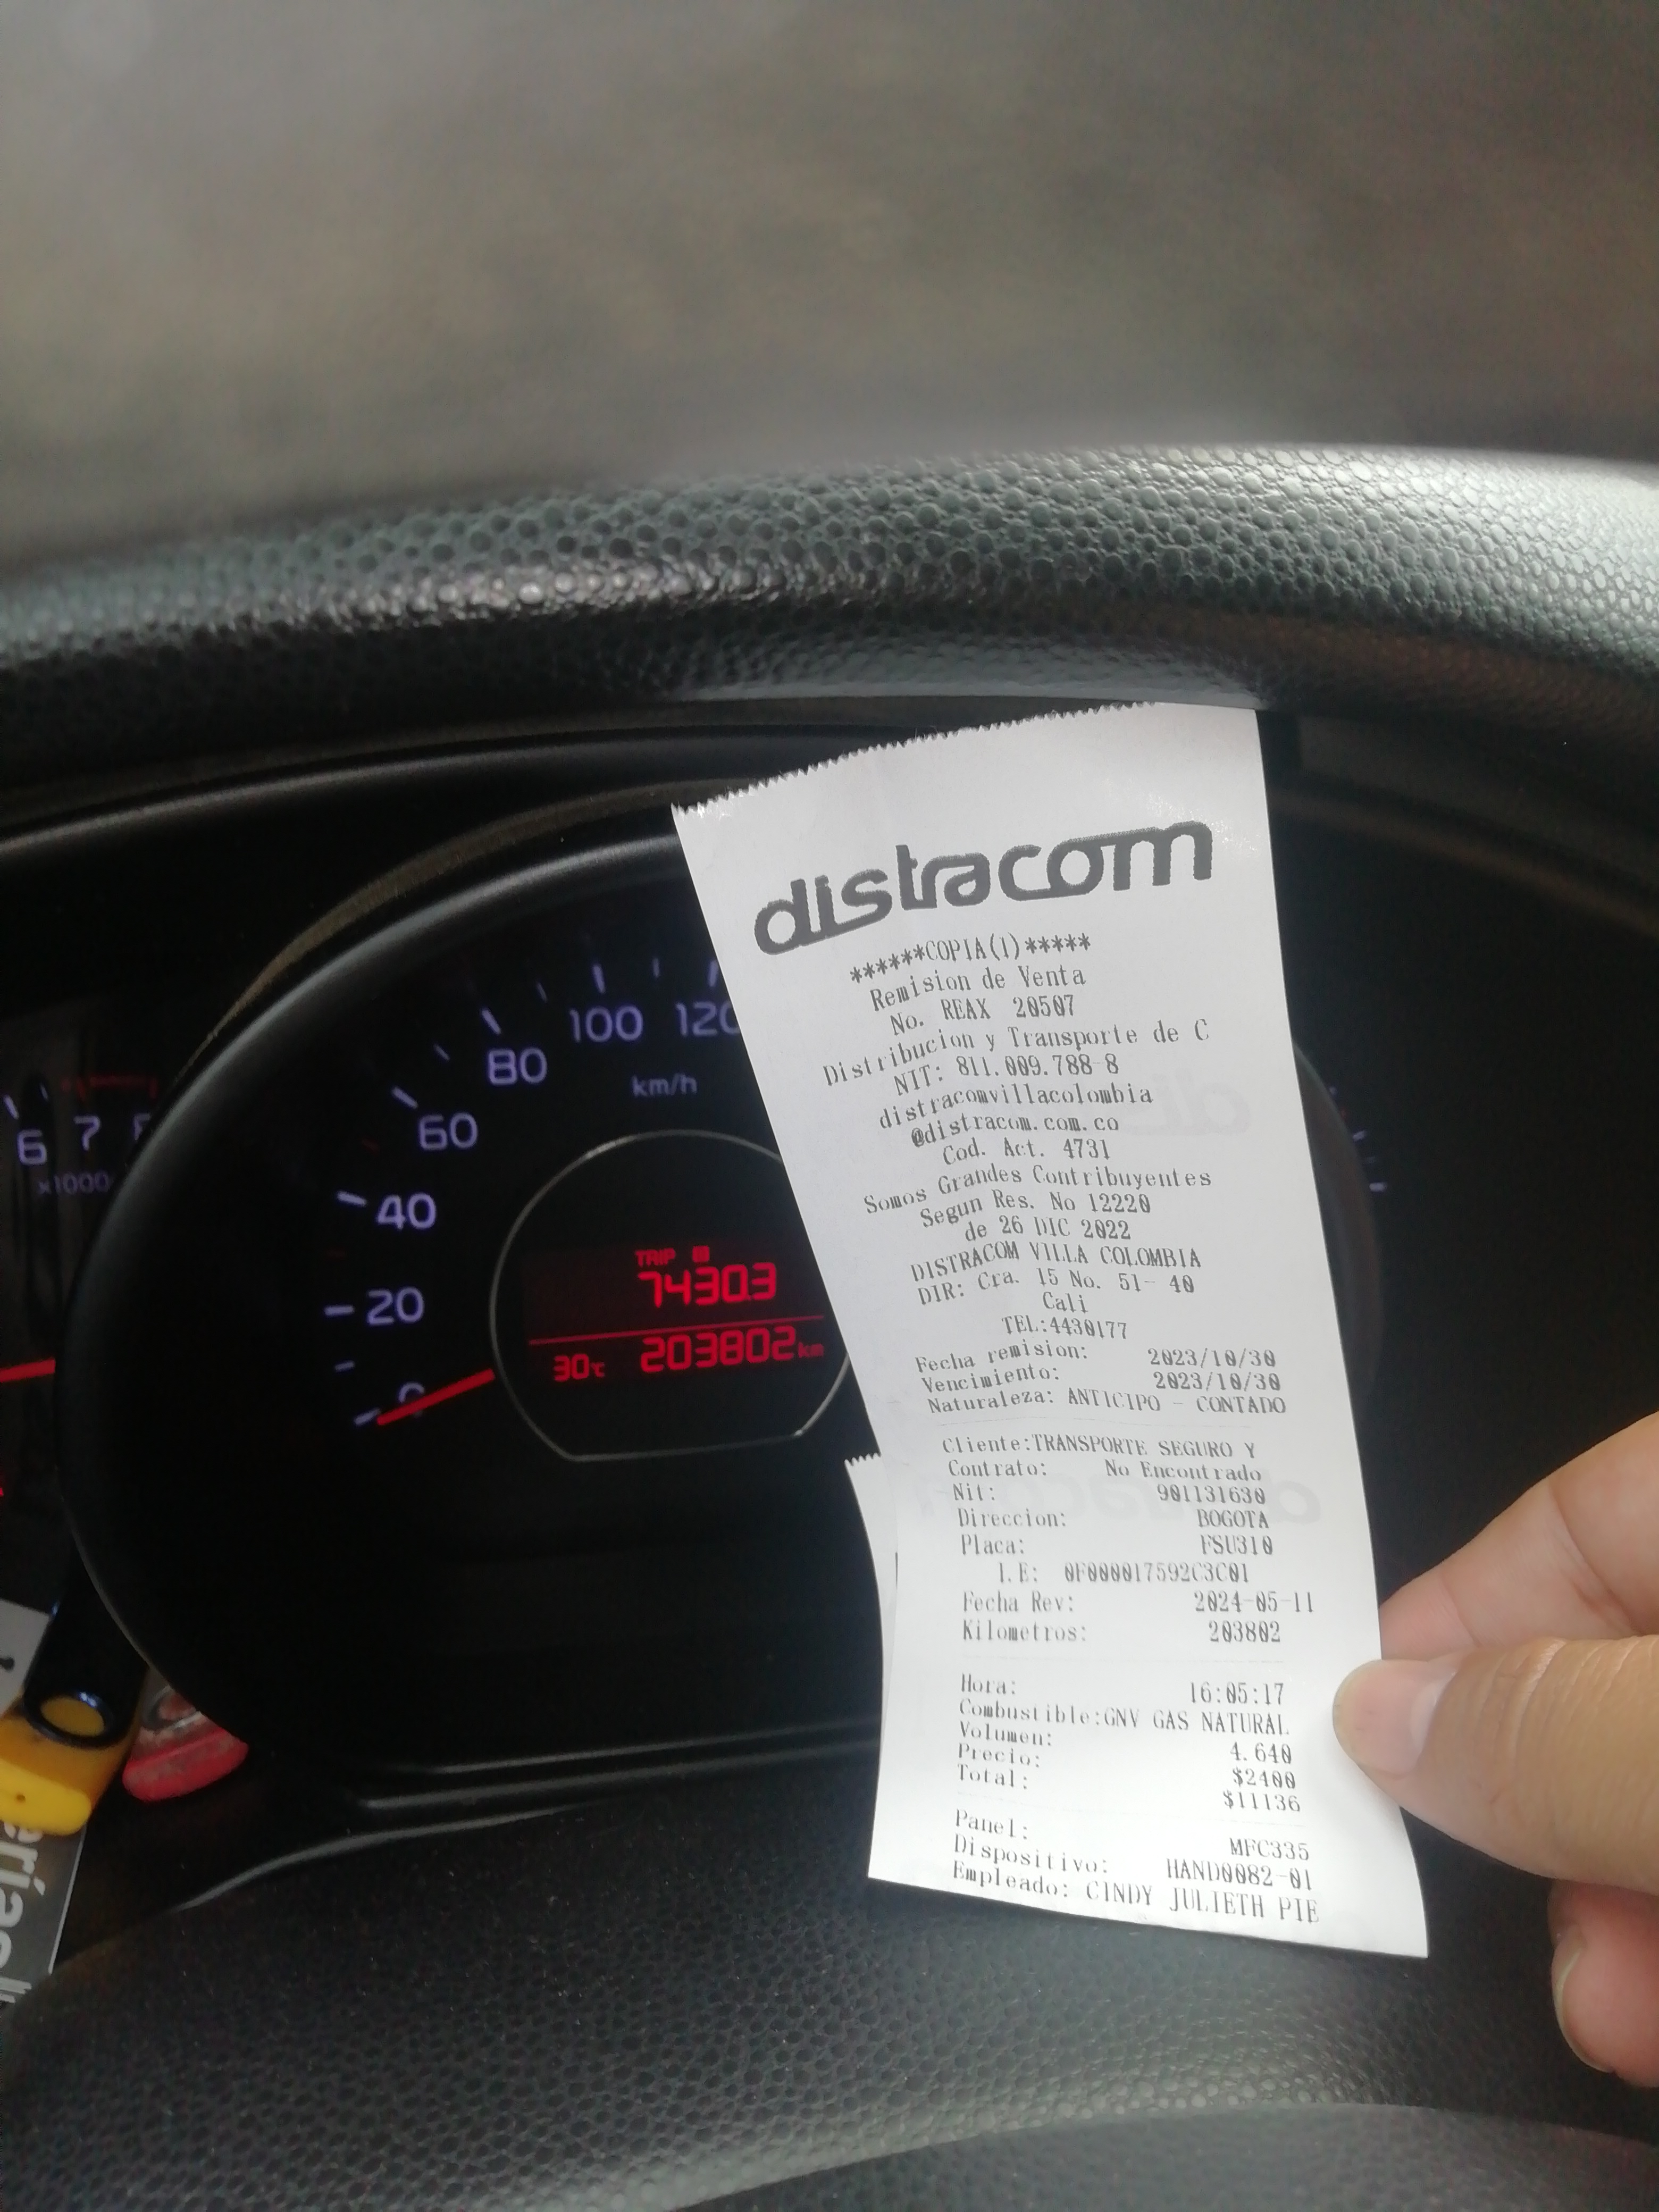 distracom
******COPIA(1)*****
Remision de Venta
No. REAX 20507
Distribucion y Transporte de C
NIT: 811.009.788-8
distracomvillacolombia
@distracom.com.co
Cod. Act. 4731
Somos Grandes Contribuyentes
Segun Res. No 12220
de 26 DIC 2022
DISTRACOM VILLA COLOMBIA
DIR: Cra. 15 No. 51- 40
Cali
TEL:4430177
Fecha remision: 2023/10/30
Vencimiento: 2023/10/30
Naturaleza: ANTICIPO - CONTADO
Cliente:TRANSPORTE SEGURO Y
Contrato: No Encontrado
Nit: 901131630
Direccion: BOGOTA
Placa: FSU310
I.E: 0F000017592C3C01
Fecha Rev: 2024-05-11
Kilometros: 203802
Hora: 16:05:17
Combustible:GNV GAS NATURAL
Volumen: 4.640
Precio: $2400
Total: $11136
Panel: MFC335
Dispositivo: HAND0082-01
Empleado: CINDY JULIETH PIE
6 7 8
x1000
0 20 40 60 80 100 120
km/h
TRIP B
7430.3
30°C 203802km